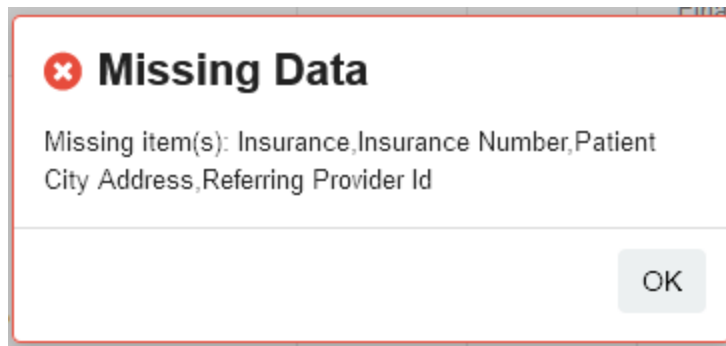 Missing Data
Missing item(s): Insurance,Insurance Number,Patient
City Address,Referring Provider Id
OK